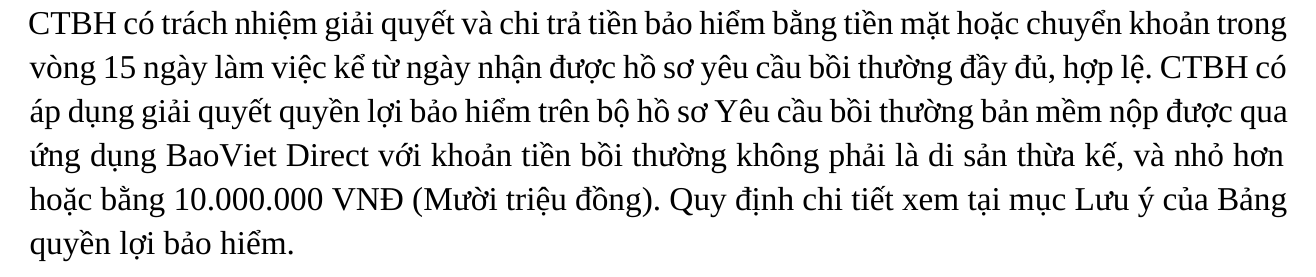 CTBH có trách nhiệm giải quyết và chi trả tiền bảo hiểm bằng tiền mặt hoặc chuyển khoản trong
vòng 15 ngày làm việc kể từ ngày nhận được hồ sơ yêu cầu bồi thường đầy đủ, hợp lệ. CTBH có
áp dụng giải quyết quyền lợi bảo hiểm trên bộ hồ sơ Yêu cầu bồi thường bản mềm nộp được qua
ứng dụng BaoViet Direct với khoản tiền bồi thường không phải là di sản thừa kế, và nhỏ hơn
hoặc bằng 10.000.000 VNĐ (Mười triệu đồng). Quy định chi tiết xem tại mục Lưu ý của Bảng
quyền lợi bảo hiểm.